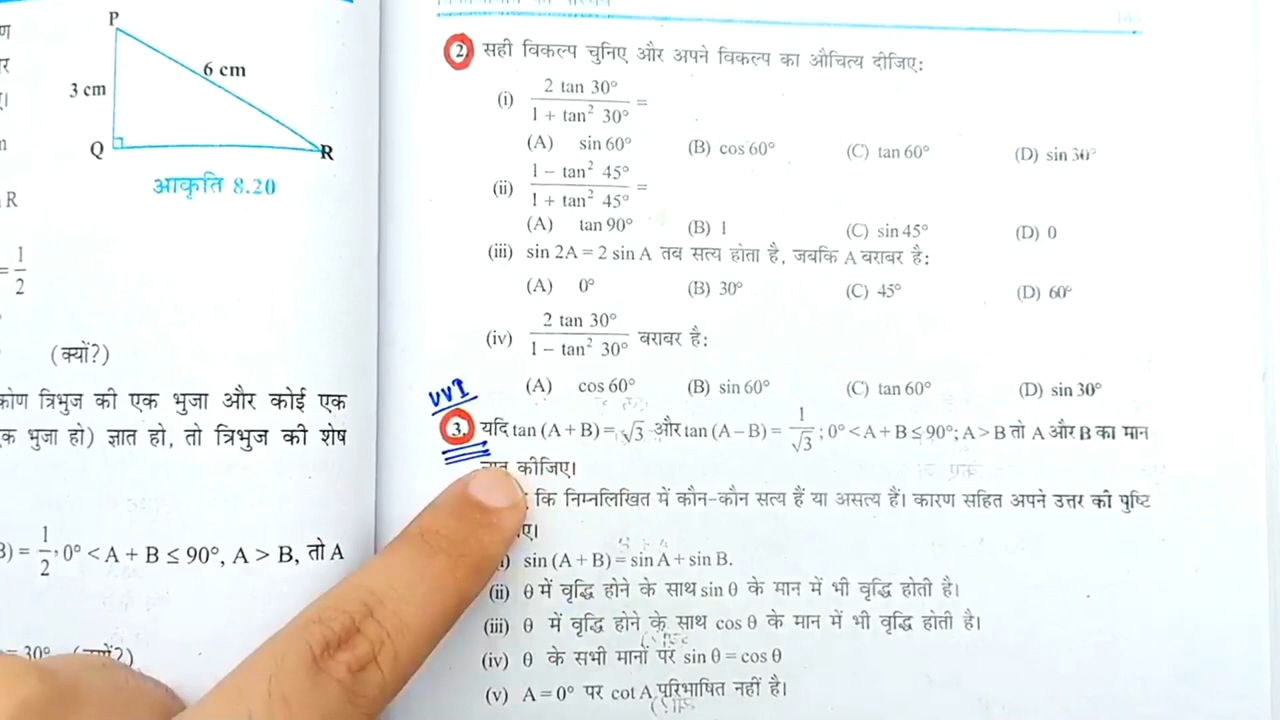 P
6 cm
3 cm
Q
R
आकृति 8.20
R
= 1/2
(क्यों?)
त्रिभुज की एक भुजा और कोई एक
भुजा हो) ज्ञात हो, तो त्रिभुज की शेष
= 1/2, 0° < A + B ≤ 90°, A > B, तो A
= 30°
2. सही विकल्प चुनिए और अपने विकल्प का औचित्य दीजिए:
(i) 2 tan 30° / 1 + tan² 30° =
(A) sin 60° (B) cos 60° (C) tan 60° (D) sin 30°
(ii) 1 − tan² 45° / 1 + tan² 45° =
(A) tan 90° (B) 1 (C) sin 45° (D) 0
(iii) sin 2A = 2 sin A तब सत्य होता है, जबकि A बराबर है:
(A) 0° (B) 30° (C) 45° (D) 60°
(iv) 2 tan 30° / 1 − tan² 30° बराबर है:
(A) cos 60° (B) sin 60° (C) tan 60° (D) sin 30°
VVI
3. यदि tan (A + B) = √3 और tan (A − B) = 1/√3 ; 0° < A + B ≤ 90°; A > B तो A और B का मान
कीजिए।
कि निम्नलिखित में कौन-कौन सत्य हैं या असत्य हैं। कारण सहित अपने उत्तर की पुष्टि
sin (A + B) = sin A + sin B.
(ii) θ में वृद्धि होने के साथ sin θ के मान में भी वृद्धि होती है।
(iii) θ में वृद्धि होने के साथ cos θ के मान में भी वृद्धि होती है।
(iv) θ के सभी मानों पर sin θ = cos θ
(v) A = 0° पर cot A परिभाषित नहीं है।